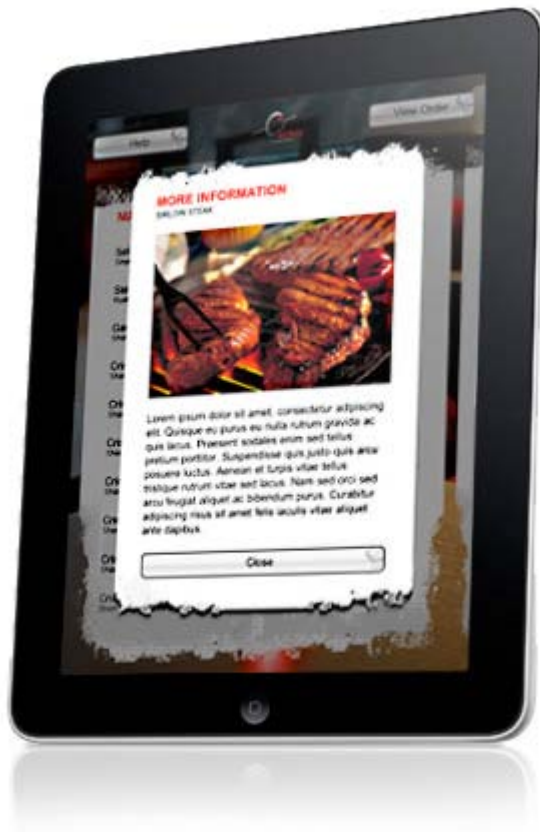 Help
View Order
MORE INFORMATION
SIRLOIN STEAK
Lorem ipsum dolor sit amet, consectetur adipiscing
elit. Quisque eu purus eu nulla rutrum gravida ac
quis lacus. Praesent sodales enim sed tellus
pretium porttitor. Suspendisse quis justo quis arcu
posuere luctus. Aenean et turpis vitae tellus
tristique rutrum vitae sed lacus. Nam sed orci sed
arcu feugiat aliquet ac bibendum purus. Curabitur
adipiscing risus sit amet felis iaculis vitae aliquet
ante dapibus.
Close